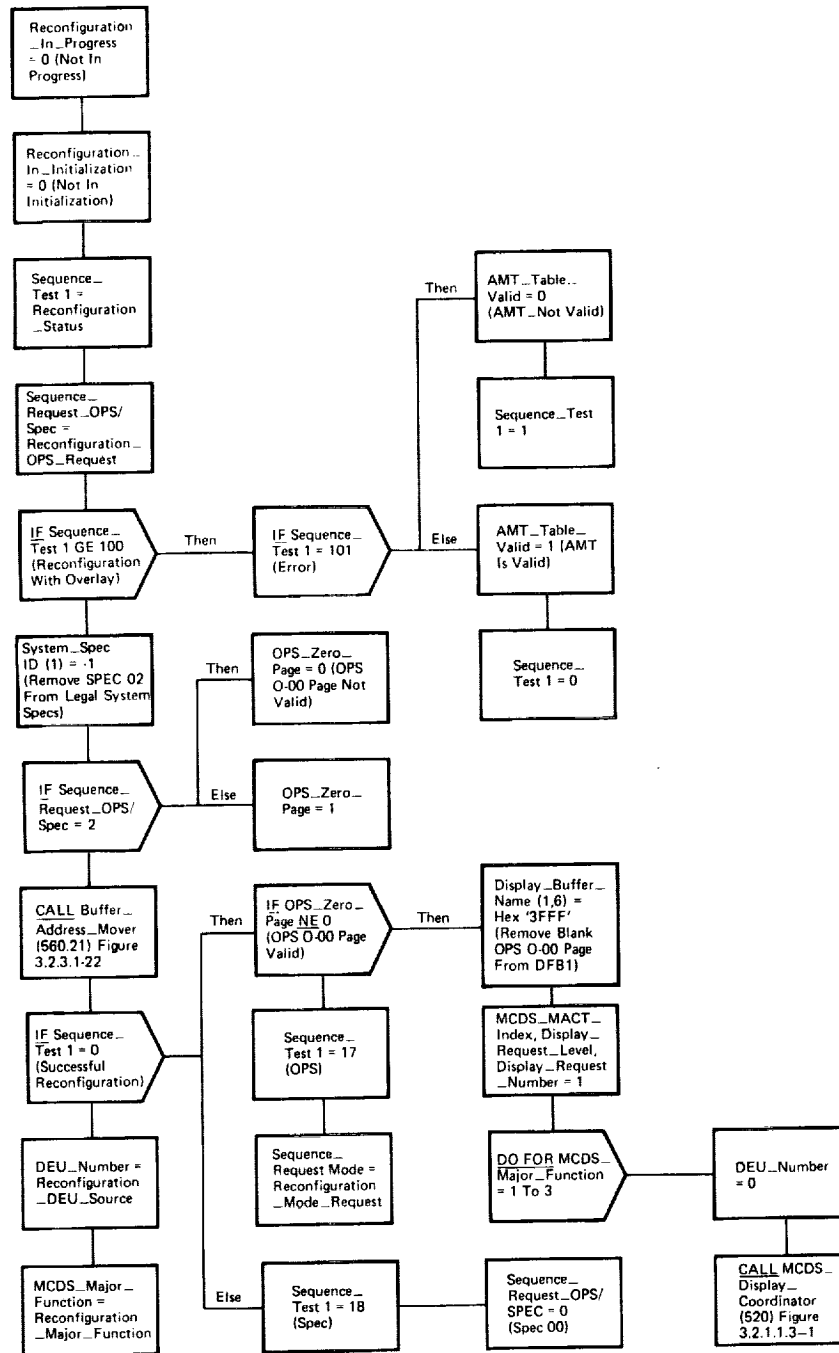 Reconfiguration
_In_Progress
= 0 (Not In
Progress)
Reconfiguration_
In_Initialization
= 0 (Not In
Initialization)
Sequence_
Test 1 =
Reconfiguration
_Status
Sequence_
Request_OPS/
Spec =
Reconfiguration_
OPS_Request
IF Sequence_
Test 1 GE 100
(Reconfiguration
With Overlay)
Then
IF Sequence_
Test 1 = 101
(Error)
Then
AMT_Table_
Valid = 0
(AMT_Not Valid)
Sequence_Test
1 = 1
Else
AMT_Table_
Valid = 1 (AMT
Is Valid)
Sequence_
Test 1 = 0
System_Spec
ID (1) = -1
(Remove SPEC 02
From Legal System
Specs)
IF Sequence_
Request_OPS/
Spec = 2
Then
OPS_Zero_
Page = 0 (OPS
O-00 Page Not
Valid)
Else
OPS_Zero_
Page = 1
CALL Buffer_
Address_Mover
(560.21) Figure
3.2.3.1-22
IF Sequence_
Test 1 = 0
(Successful
Reconfiguration)
Then
IF OPS_Zero_
Page NE 0
(OPS O-00 Page
Valid)
Then
Display_Buffer_
Name (1,6) =
Hex '3FFF'
(Remove Blank
OPS O-00 Page
From DFB1)
MCDS_MACT_
Index, Display_
Request_Level,
Display_Request
_Number = 1
DO FOR MCDS_
Major_Function
= 1 To 3
DEU_Number
= 0
CALL MCDS_
Display_
Coordinator
(520) Figure
3.2.1.1.3-1
Sequence_
Test 1 = 17
(OPS)
Sequence_
Request Mode =
Reconfiguration
_Mode_Request
Else
Sequence_
Test 1 = 18
(Spec)
Sequence_
Request_OPS/
SPEC = 0
(Spec 00)
DEU_Number =
Reconfiguration
_DEU_Source
MCDS_Major_
Function =
Reconfiguration
_Major_Function